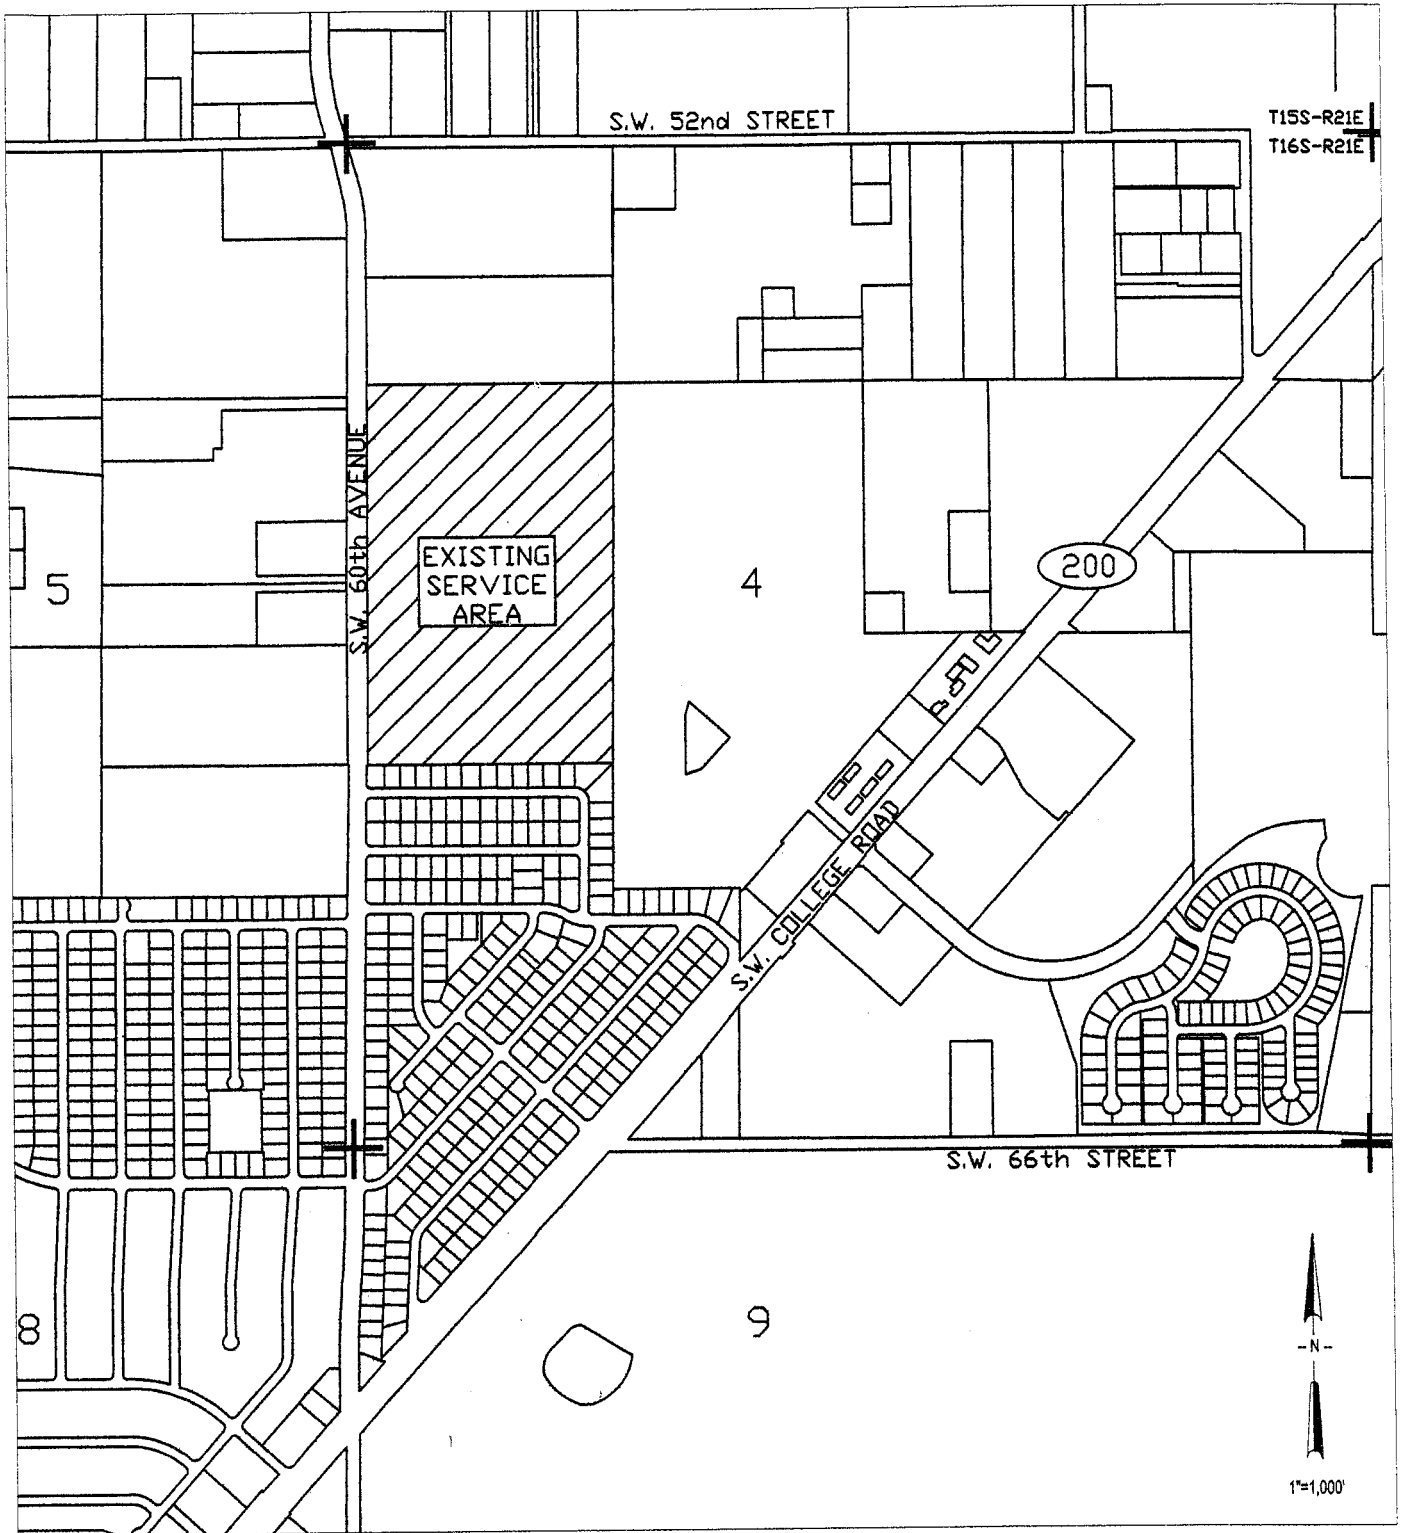 S.W. 52nd STREET
T15S-R21E
T16S-R21E
S.W. 60th AVENUE
EXISTING
SERVICE
AREA
5
4
200
S.W. COLLEGE ROAD
S.W. 66th STREET
8
9
-N-
1"=1,000'